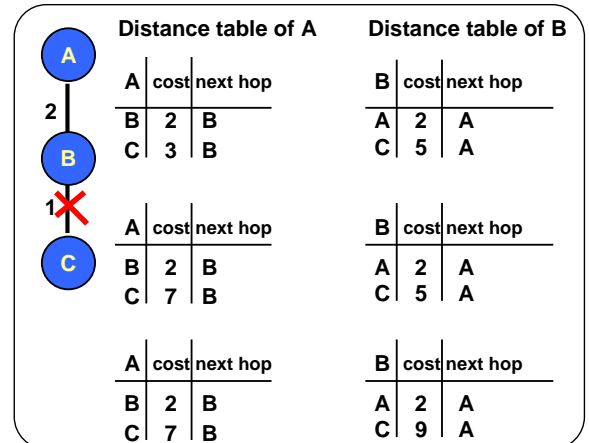 Distance table of A
Distance table of B
A
2
B
1
C
A cost next hop
B 2 B
C 3 B
B cost next hop
A 2 A
C 5 A
A cost next hop
B 2 B
C 7 B
B cost next hop
A 2 A
C 5 A
A cost next hop
B 2 B
C 7 B
B cost next hop
A 2 A
C 9 A